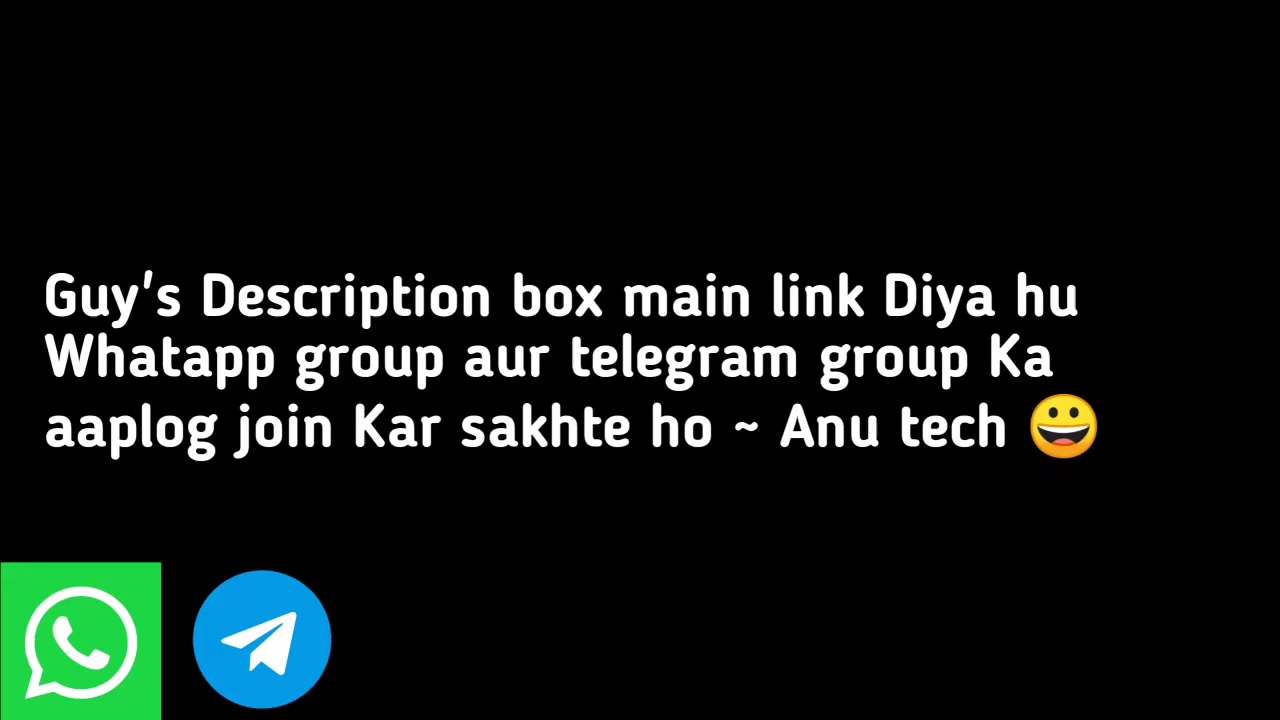 Guy's Description box main link Diya hu
Whatapp group aur telegram group Ka
aaplog join Kar sakhte ho ~ Anu tech 😀